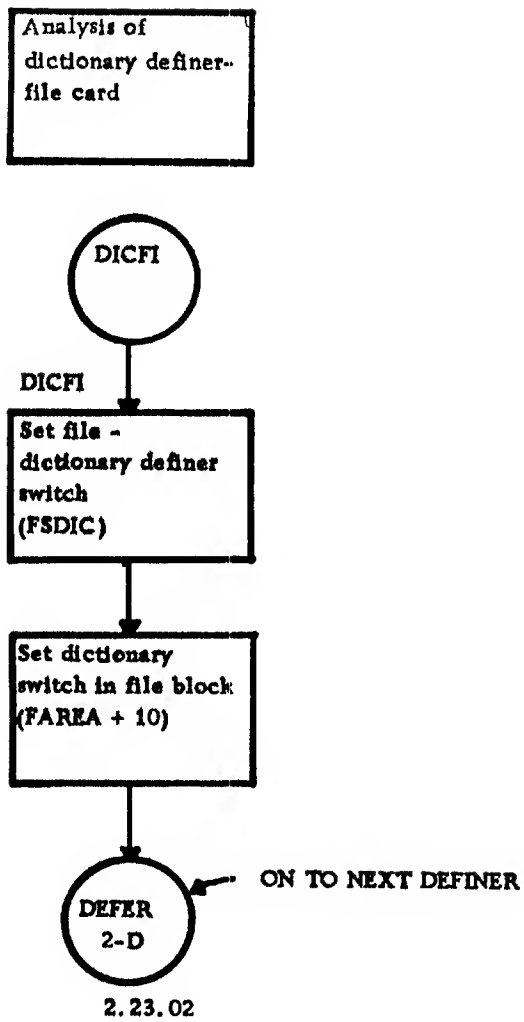 Analysis of
dictionary definer-
file card
DICFI
DICFI
Set file -
dictionary definer
switch
(FSDIC)
Set dictionary
switch in file block
(FAREA + 10)
DEFER
2-D
ON TO NEXT DEFINER
2.23.02